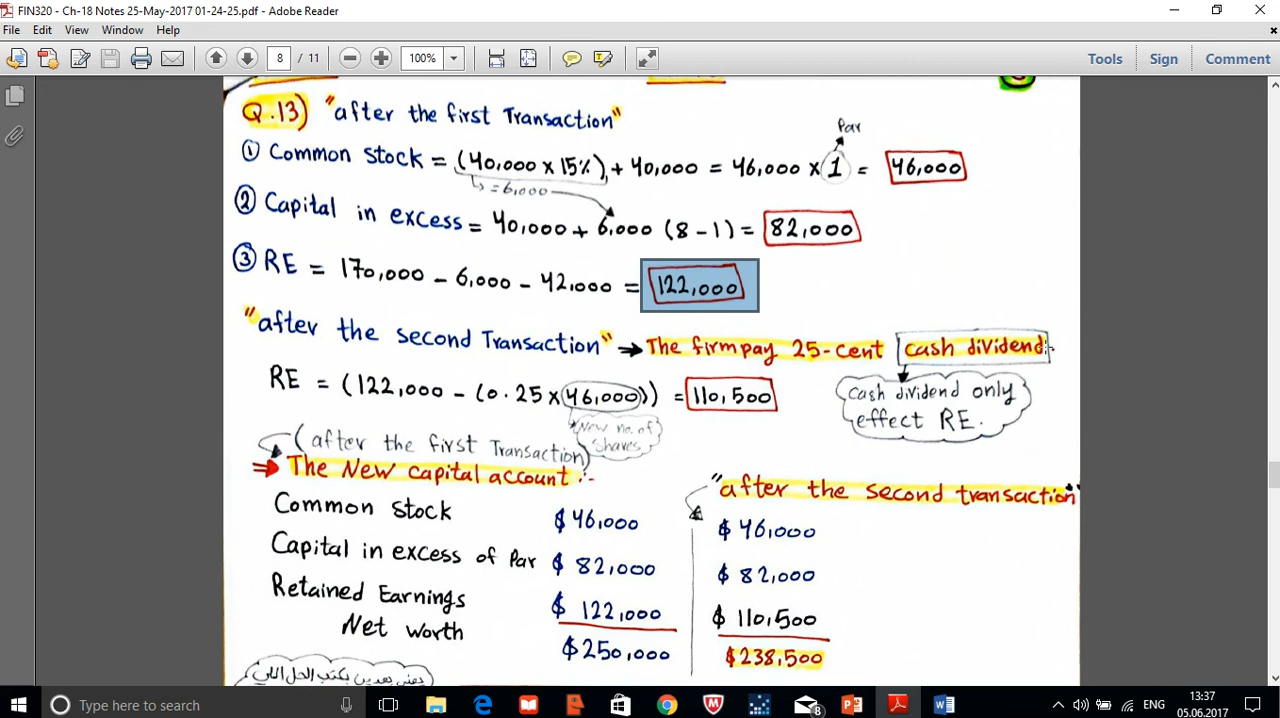 FIN320 - Ch-18 Notes 25-May-2017 01-24-25.pdf - Adobe Reader
File Edit View Window Help
8 / 11 100% Tools Sign Comment
Q.13) "after the first Transaction"
Par
① Common Stock = (40,000 x 15%) + 40,000 = 46,000 x 1 = 46,000
= 6,000
② Capital in excess = 40,000 + 6,000 (8 - 1) = 82,000
③ RE = 170,000 - 6,000 - 42,000 = 122,000
"after the second Transaction" → The firm pay 25-cent cash dividend:
RE = (122,000 - (0.25 x 46,000)) = 110,500
cash dividend only
effect RE.
New no. of
shares
(after the first Transaction)
⇒ The New capital account :-
"after the second transaction"
Common Stock $ 46,000 $ 46,000
Capital in excess of Par $ 82,000 $ 82,000
Retained Earnings $ 122,000 $ 110,500
Net worth $ 250,000 $ 238,500
Type here to search
8
ENG
13:37
05.06.2017